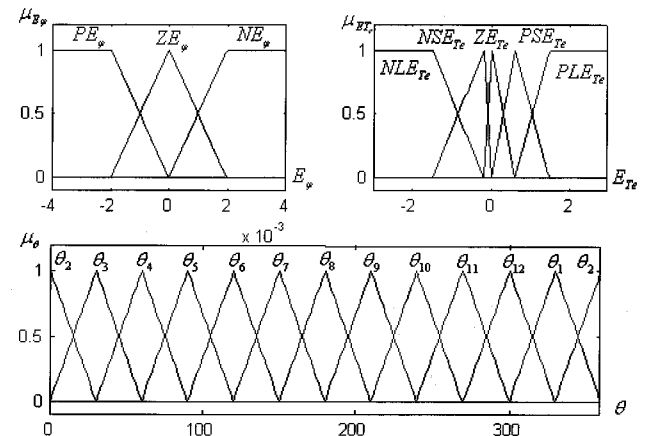 μEφ
PEφ ZEφ NEφ
1
0.5
0
-4 -2 0 2 4
Eφ
x 10⁻³
μETe
NSETe ZETe PSETe
NLETe PLETe
1
0.5
0
-2 0 2
ETe
μθ
θ2 θ3 θ4 θ5 θ6 θ7 θ8 θ9 θ10 θ11 θ12 θ1 θ2
1
0.5
0
0 100 200 300
θ